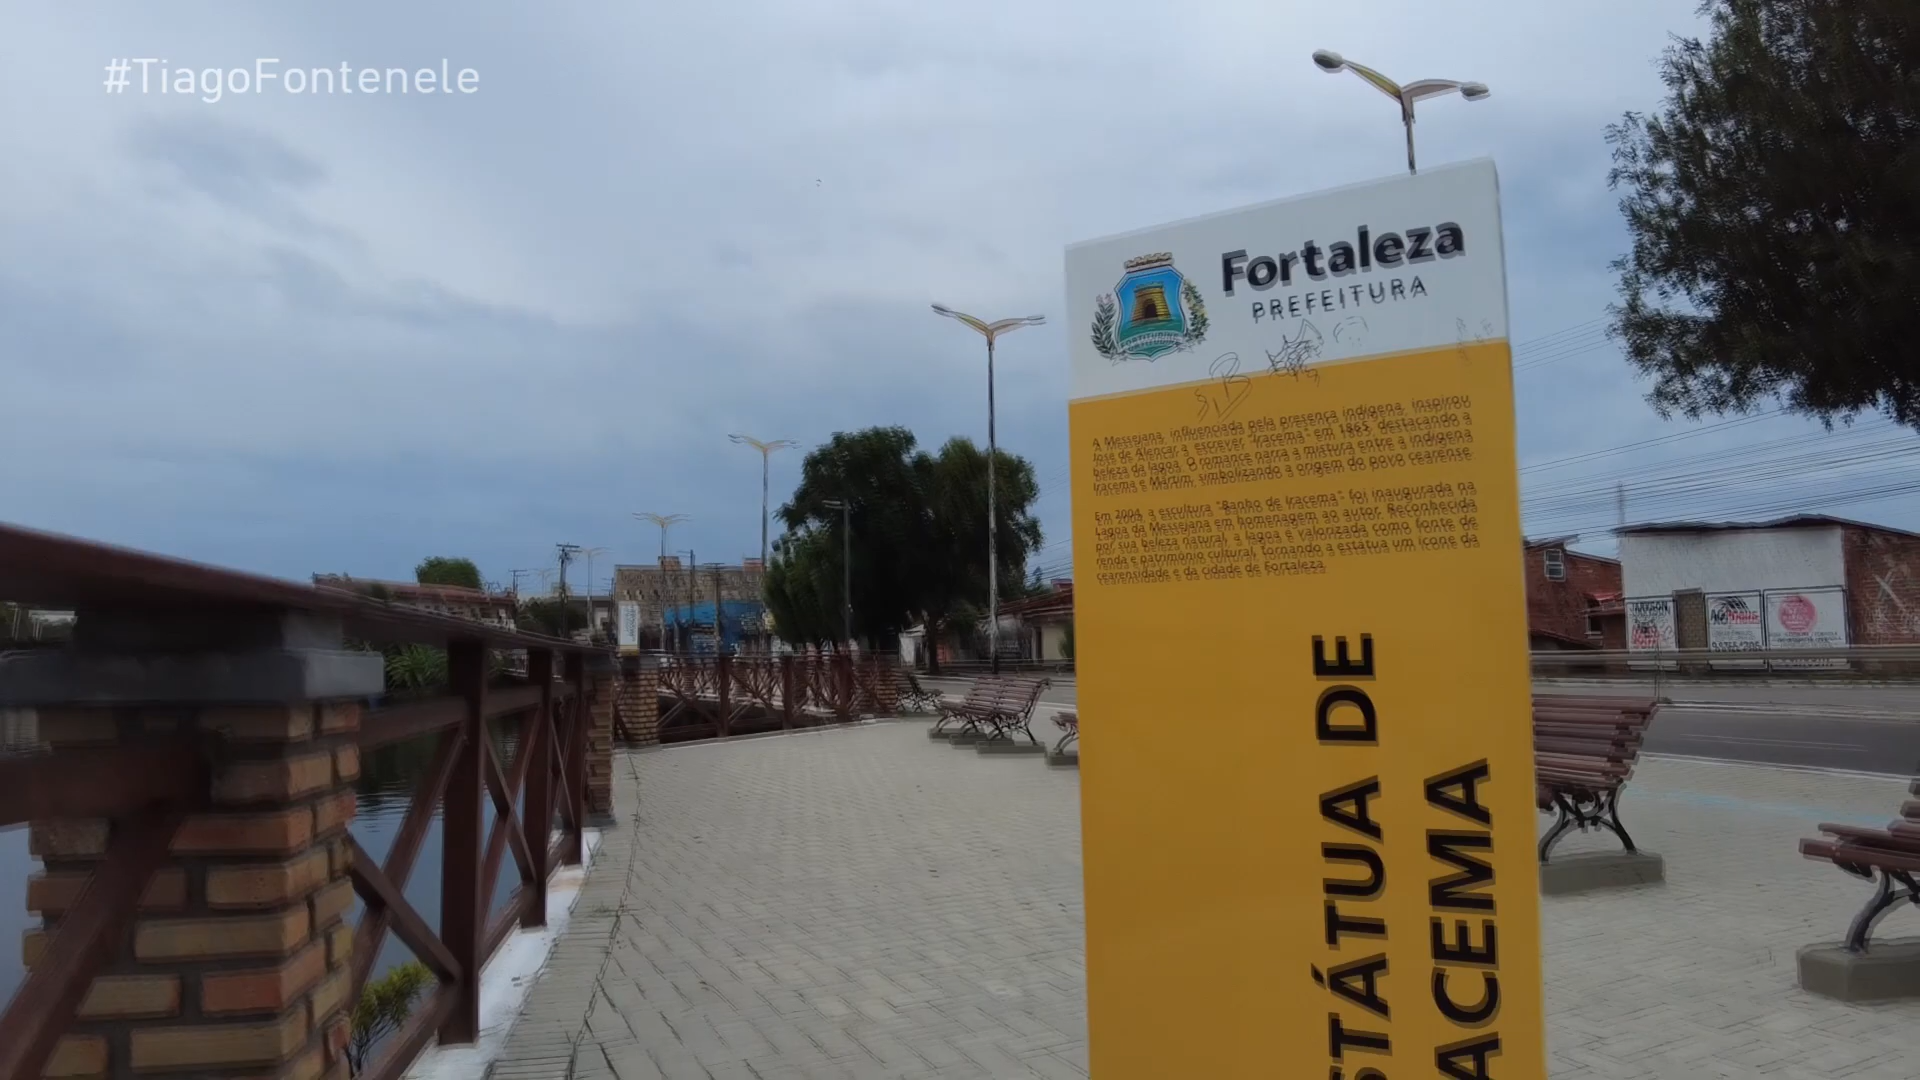 #TiagoFontenele
Fortaleza
PREFEITURA
FORTITUDINE
A Messejana, influenciada pela presença indígena, inspirou
José de Alencar a escrever "Iracema" em 1865, destacando a
beleza da lagoa. O romance narra a mistura entre a indígena
Iracema e Martim, simbolizando a origem do povo cearense.
Em 2004, a escultura "Banho de Iracema" foi inaugurada na
Lagoa da Messejana em homenagem ao autor. Reconhecida
por sua beleza natural, a lagoa é valorizada como fonte de
renda e patrimônio cultural, tornando a estátua um ícone da
cearensidade e da cidade de Fortaleza.
STÁTUA DE
ACEMA